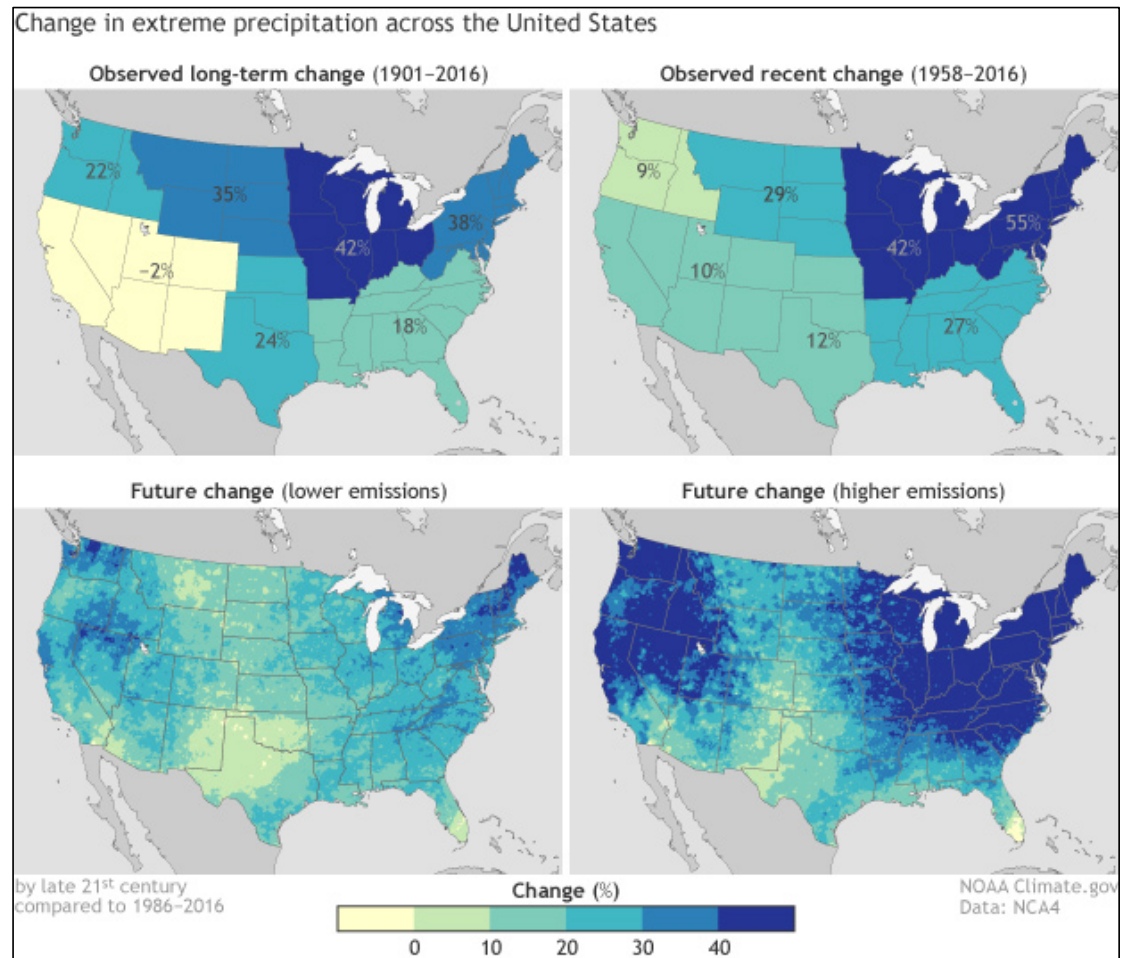 Change in extreme precipitation across the United States
Observed long-term change (1901–2016)
22%
35%
38%
42%
−2%
24%
18%
Observed recent change (1958–2016)
9%
29%
55%
42%
10%
12%
27%
Future change (lower emissions)
Future change (higher emissions)
by late 21st century
compared to 1986–2016
Change (%)
0 10 20 30 40
NOAA Climate.gov
Data: NCA4